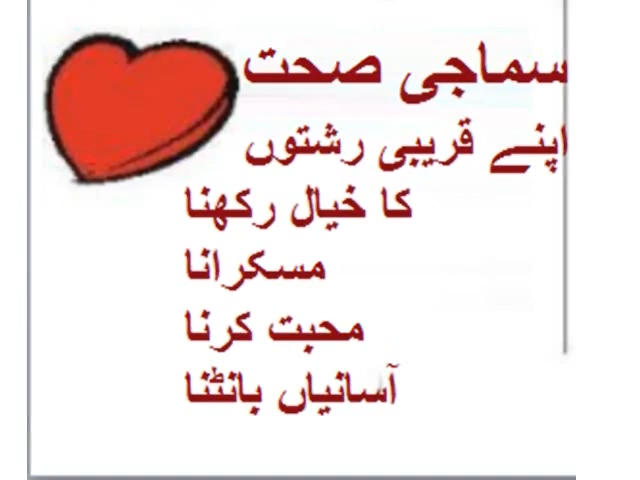 سماجی صحت
اپنے قریبی رشتوں
کا خیال رکھنا
مسکرانا
محبت کرنا
آسانیاں بانٹنا